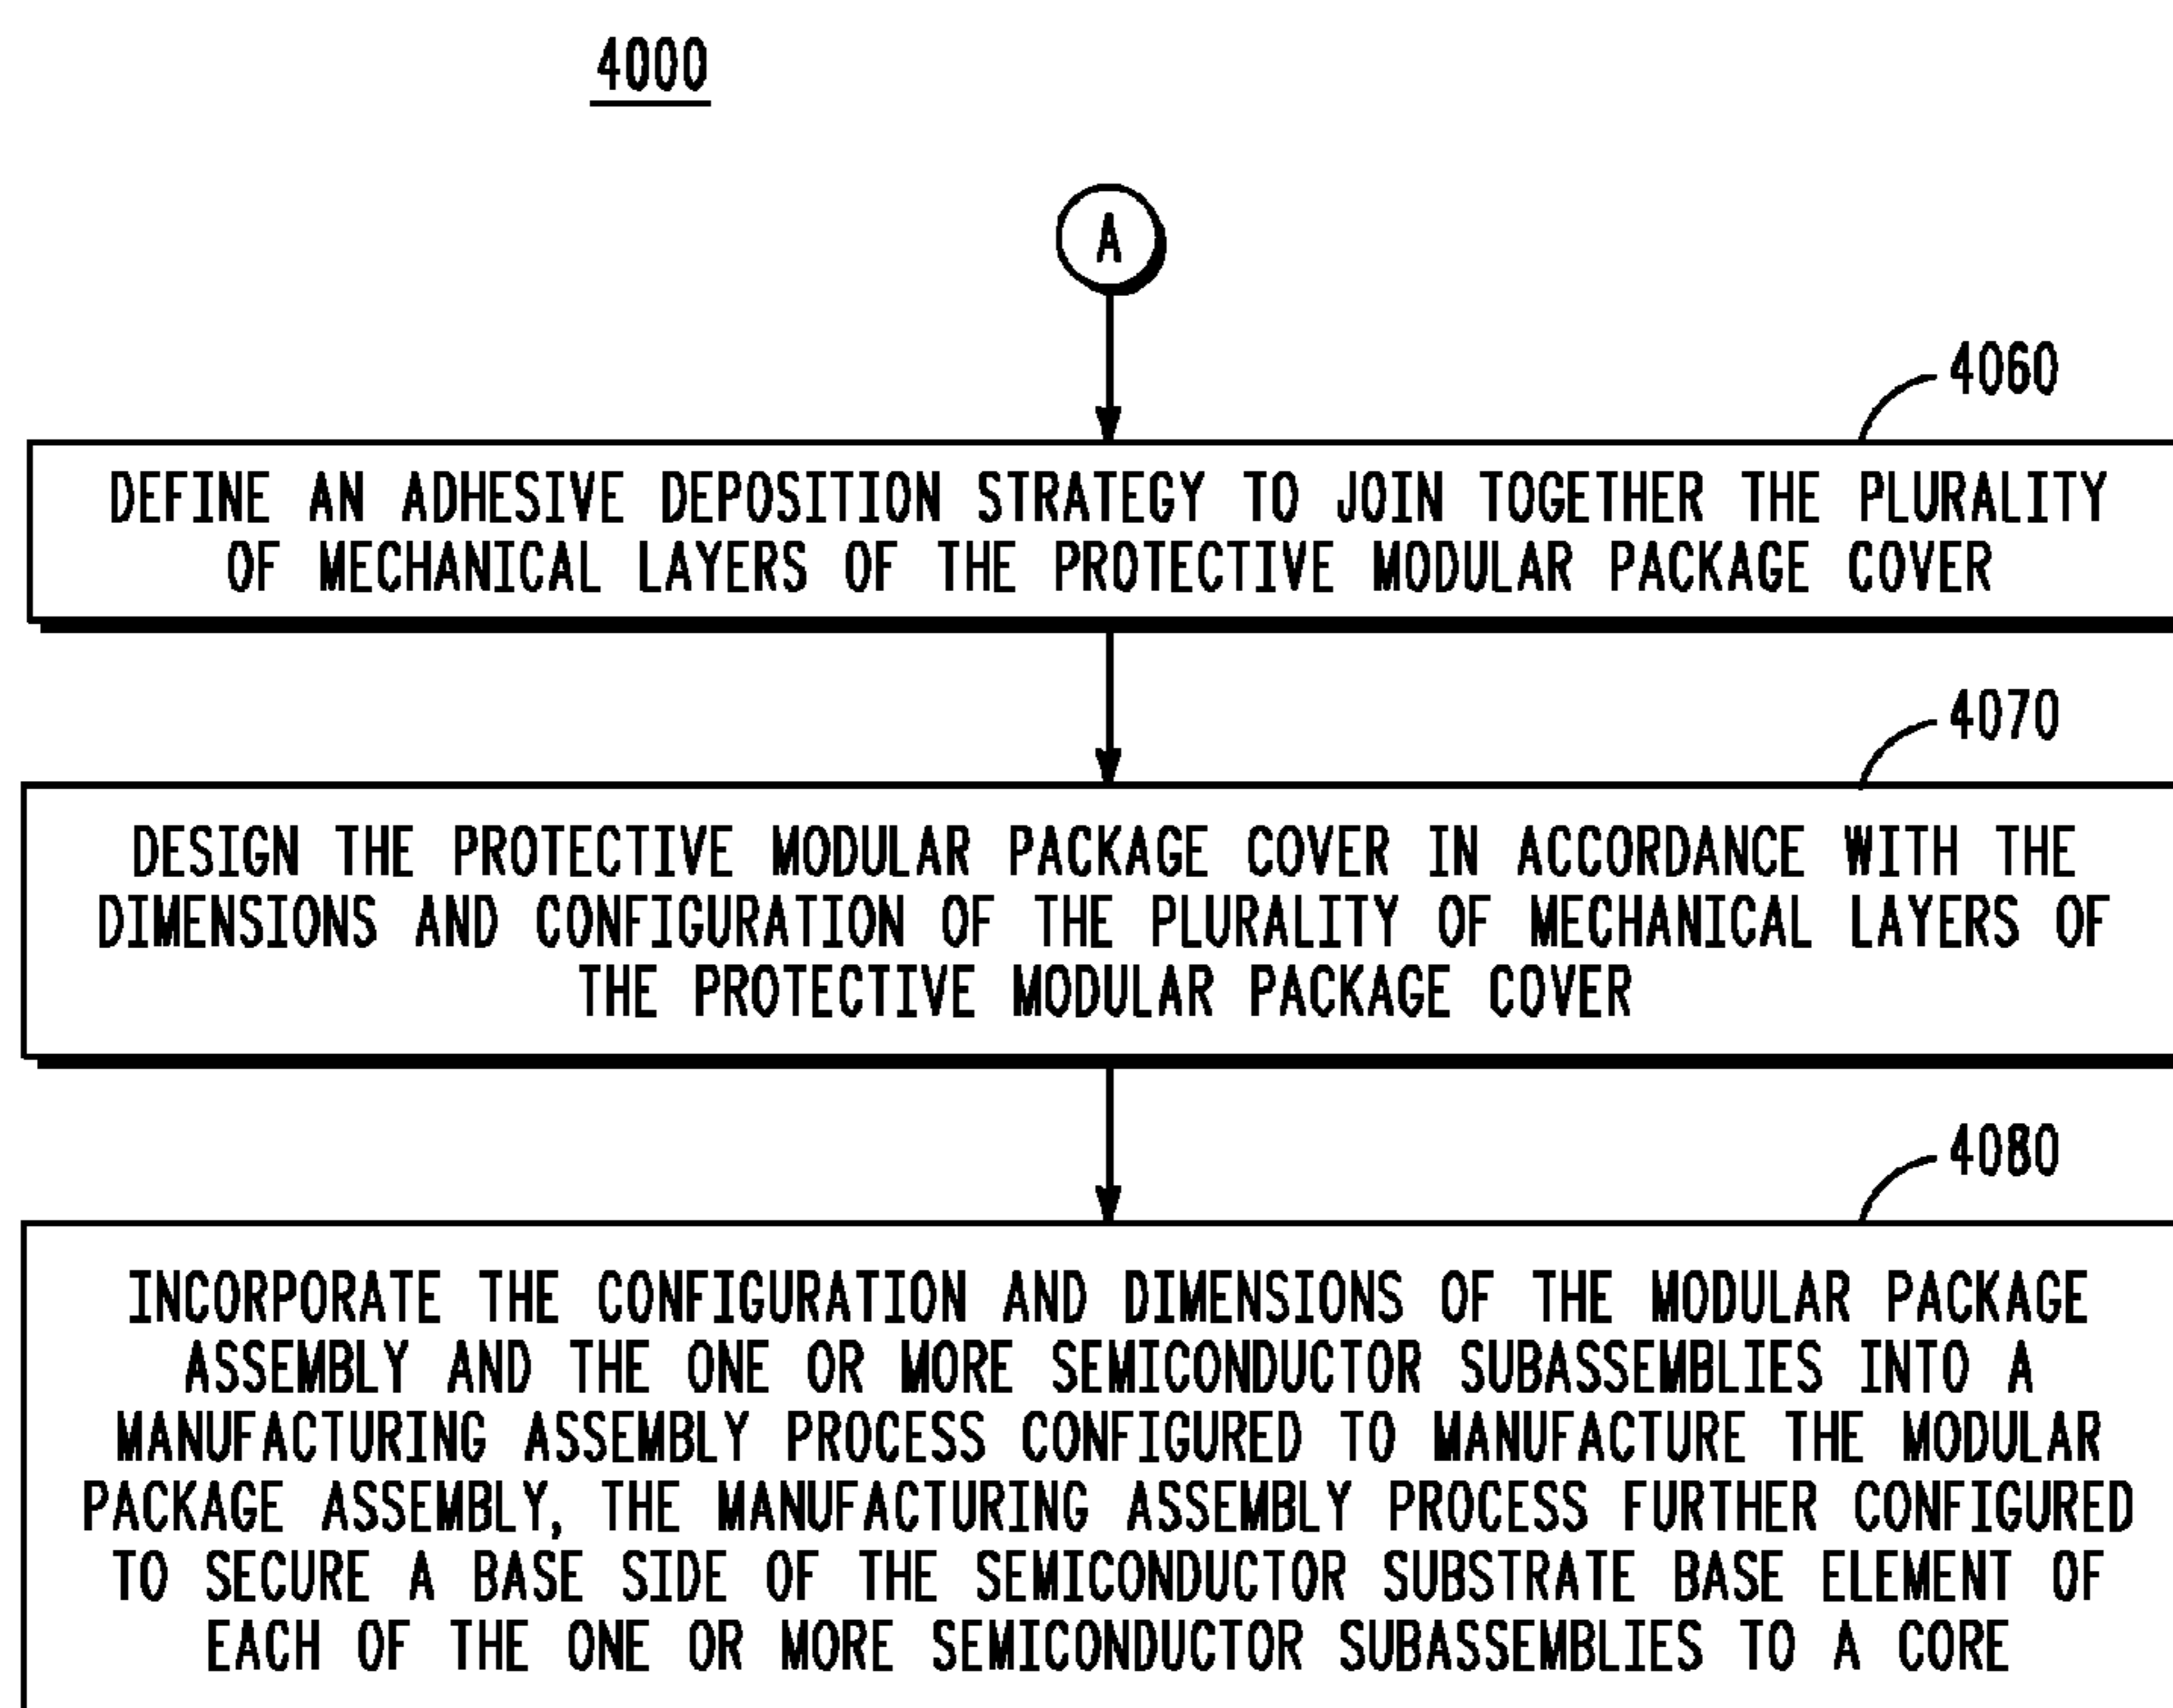 4000
A
4060
DEFINE AN ADHESIVE DEPOSITION STRATEGY TO JOIN TOGETHER THE PLURALITY
OF MECHANICAL LAYERS OF THE PROTECTIVE MODULAR PACKAGE COVER
4070
DESIGN THE PROTECTIVE MODULAR PACKAGE COVER IN ACCORDANCE WITH THE
DIMENSIONS AND CONFIGURATION OF THE PLURALITY OF MECHANICAL LAYERS OF
THE PROTECTIVE MODULAR PACKAGE COVER
4080
INCORPORATE THE CONFIGURATION AND DIMENSIONS OF THE MODULAR PACKAGE
ASSEMBLY AND THE ONE OR MORE SEMICONDUCTOR SUBASSEMBLIES INTO A
MANUFACTURING ASSEMBLY PROCESS CONFIGURED TO MANUFACTURE THE MODULAR
PACKAGE ASSEMBLY, THE MANUFACTURING ASSEMBLY PROCESS FURTHER CONFIGURED
TO SECURE A BASE SIDE OF THE SEMICONDUCTOR SUBSTRATE BASE ELEMENT OF
EACH OF THE ONE OR MORE SEMICONDUCTOR SUBASSEMBLIES TO A CORE